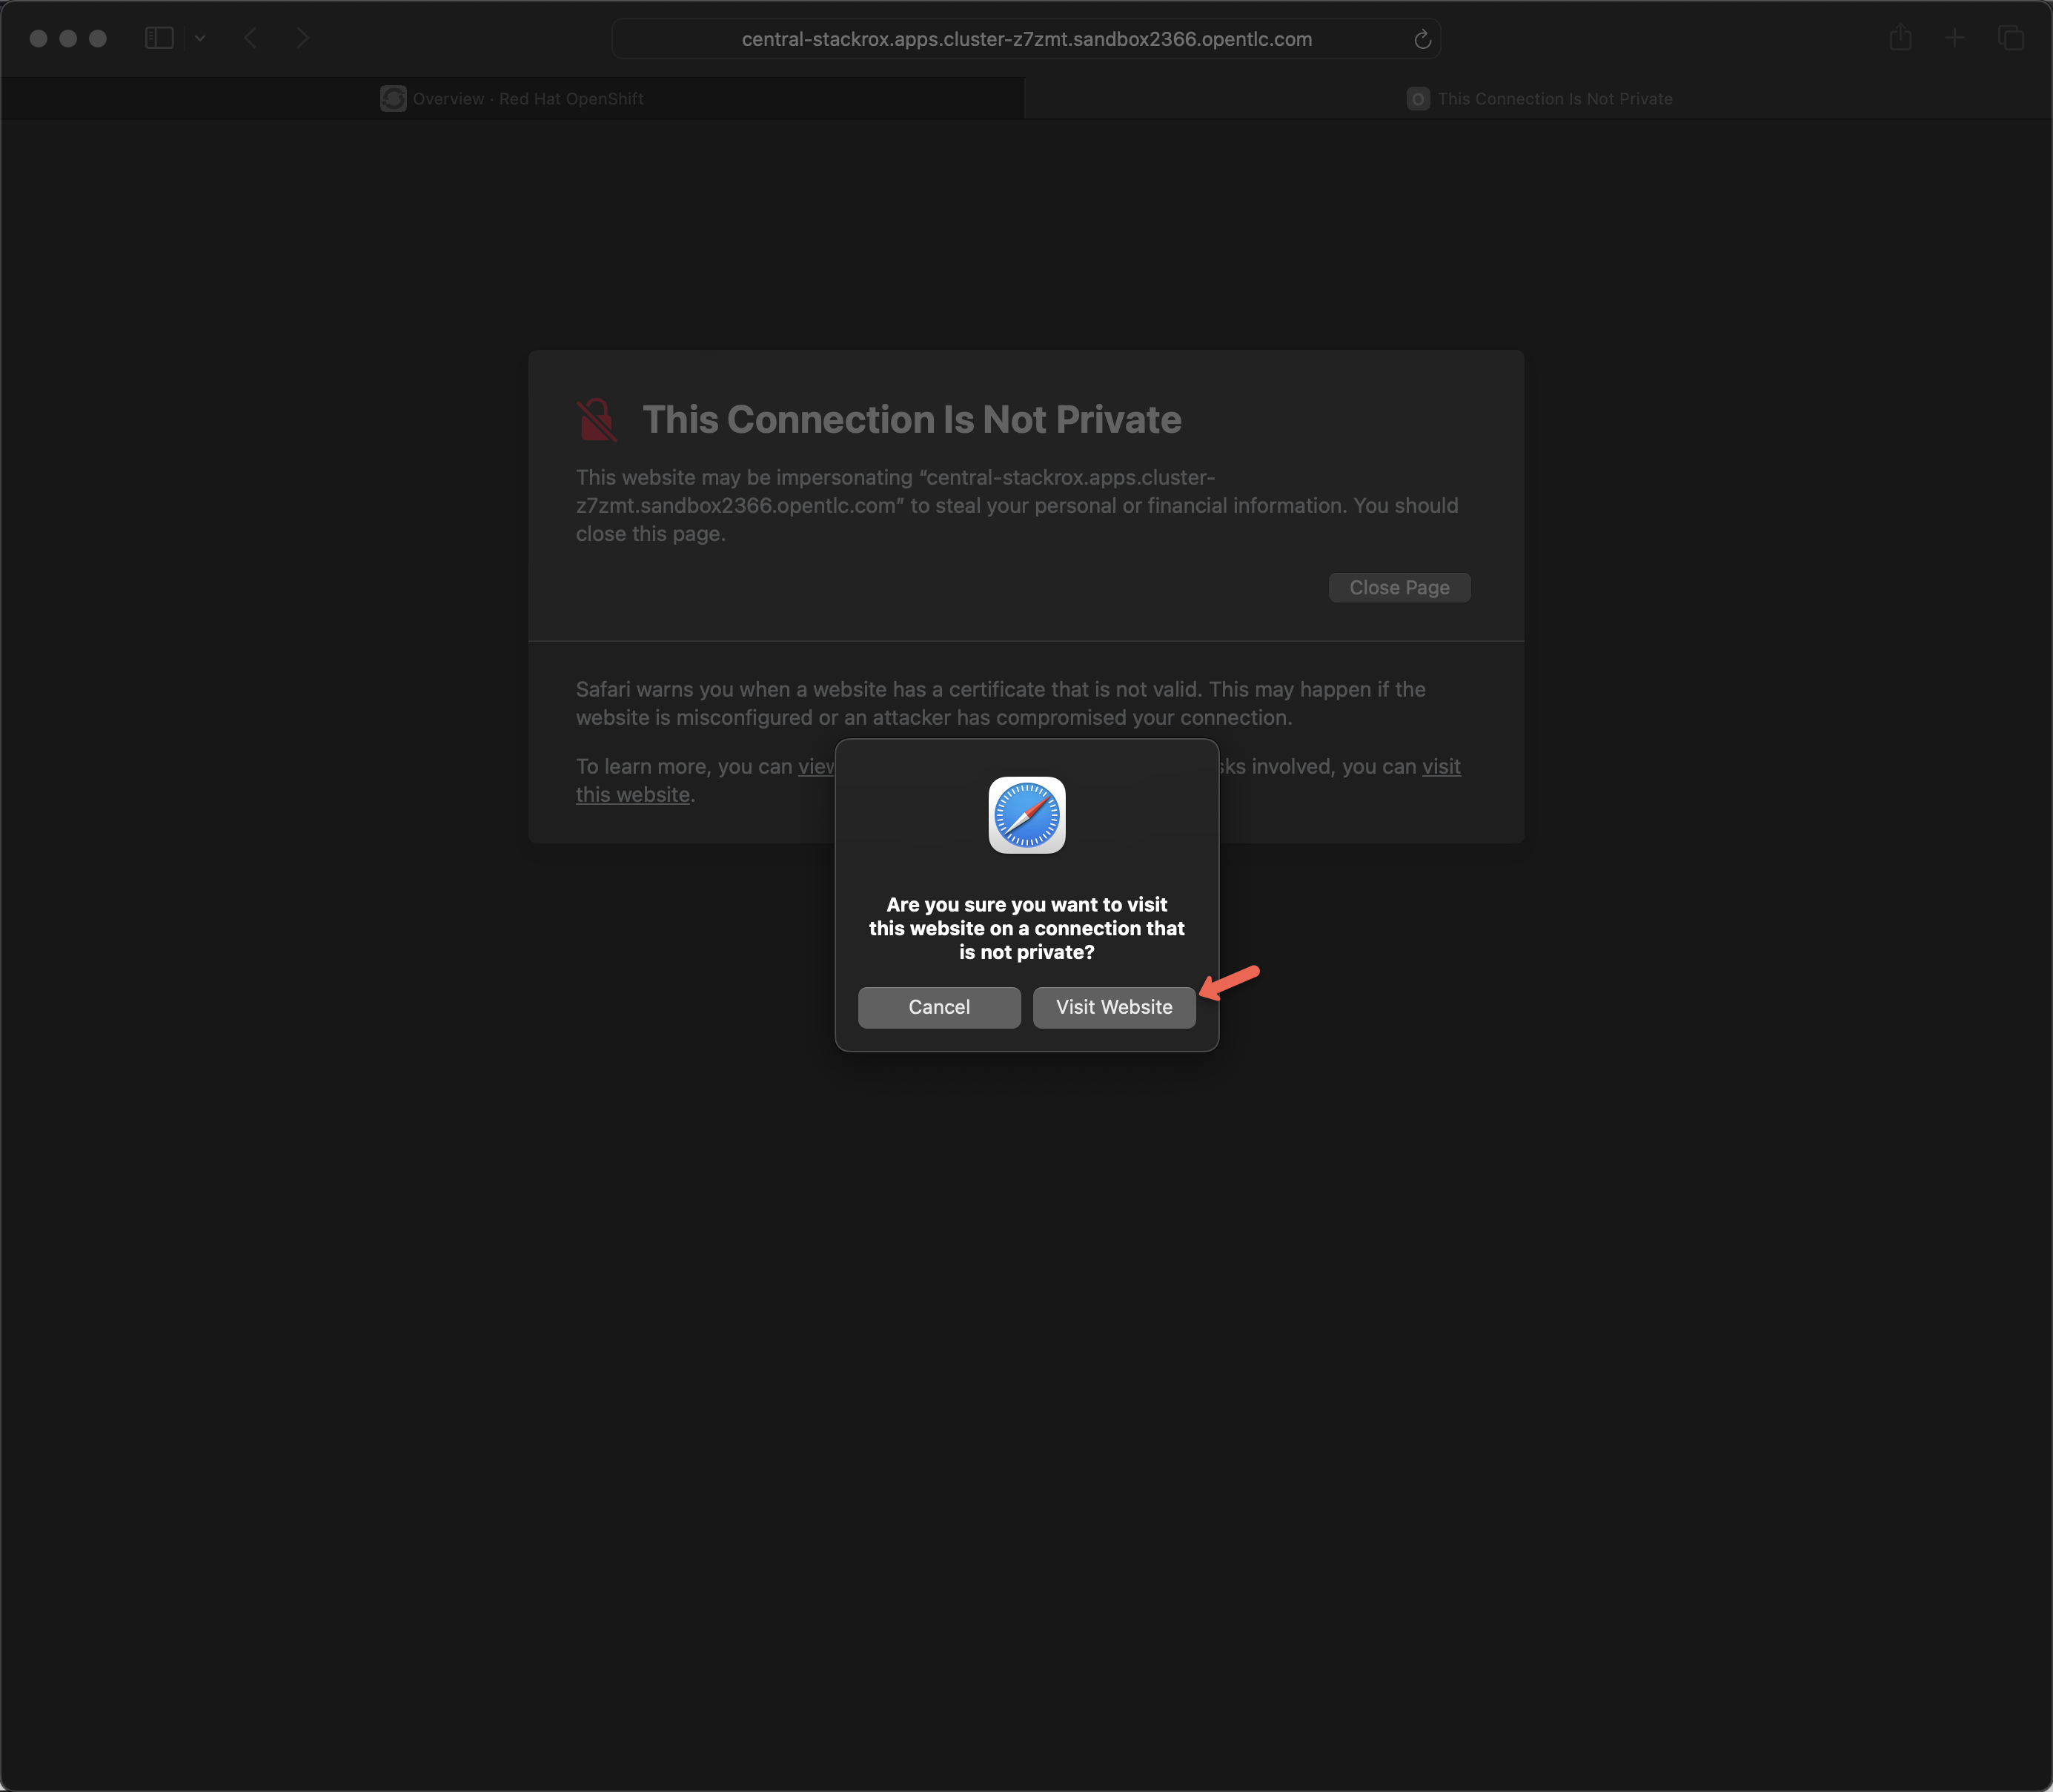 central-stackrox.apps.cluster-z7zmt.sandbox2366.opentlc.com
Overview · Red Hat OpenShift
O This Connection Is Not Private
This Connection Is Not Private
This website may be impersonating “central-stackrox.apps.cluster-
z7zmt.sandbox2366.opentlc.com” to steal your personal or financial information. You should
close this page.
Close Page
Safari warns you when a website has a certificate that is not valid. This may happen if the
website is misconfigured or an attacker has compromised your connection.
To learn more, you can view involved, you can visit
this website.
Are you sure you want to visit
this website on a connection that
is not private?
Cancel
Visit Website